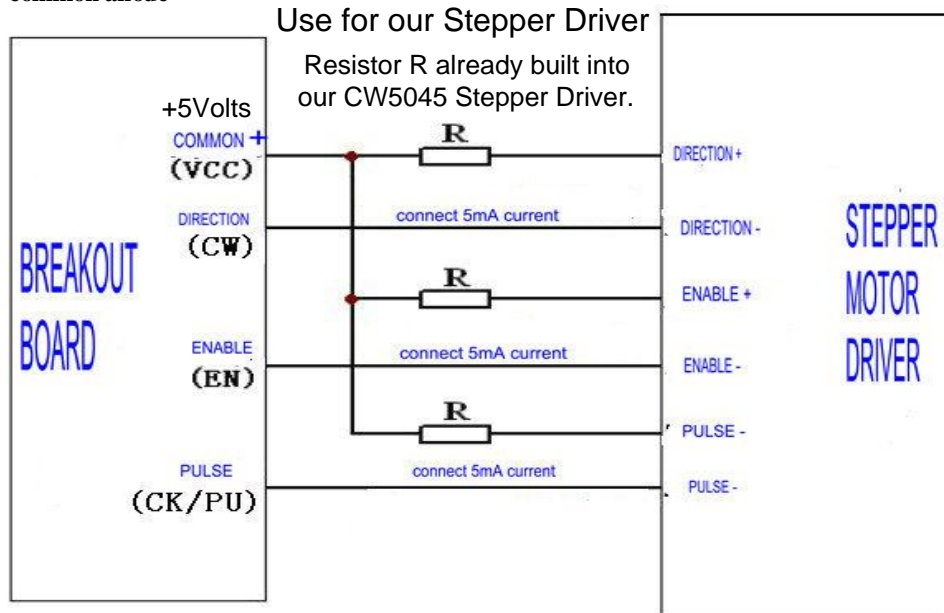 common anode
Use for our Stepper Driver
Resistor R already built into
our CW5045 Stepper Driver.
+5Volts
COMMON +
(VCC)
R
DIRECTION +
DIRECTION
(CW)
connect 5mA current
DIRECTION -
BREAKOUT
BOARD
R
ENABLE +
STEPPER
MOTOR
DRIVER
ENABLE
(EN)
connect 5mA current
ENABLE -
R
PULSE -
PULSE
(CK/PU)
connect 5mA current
PULSE -